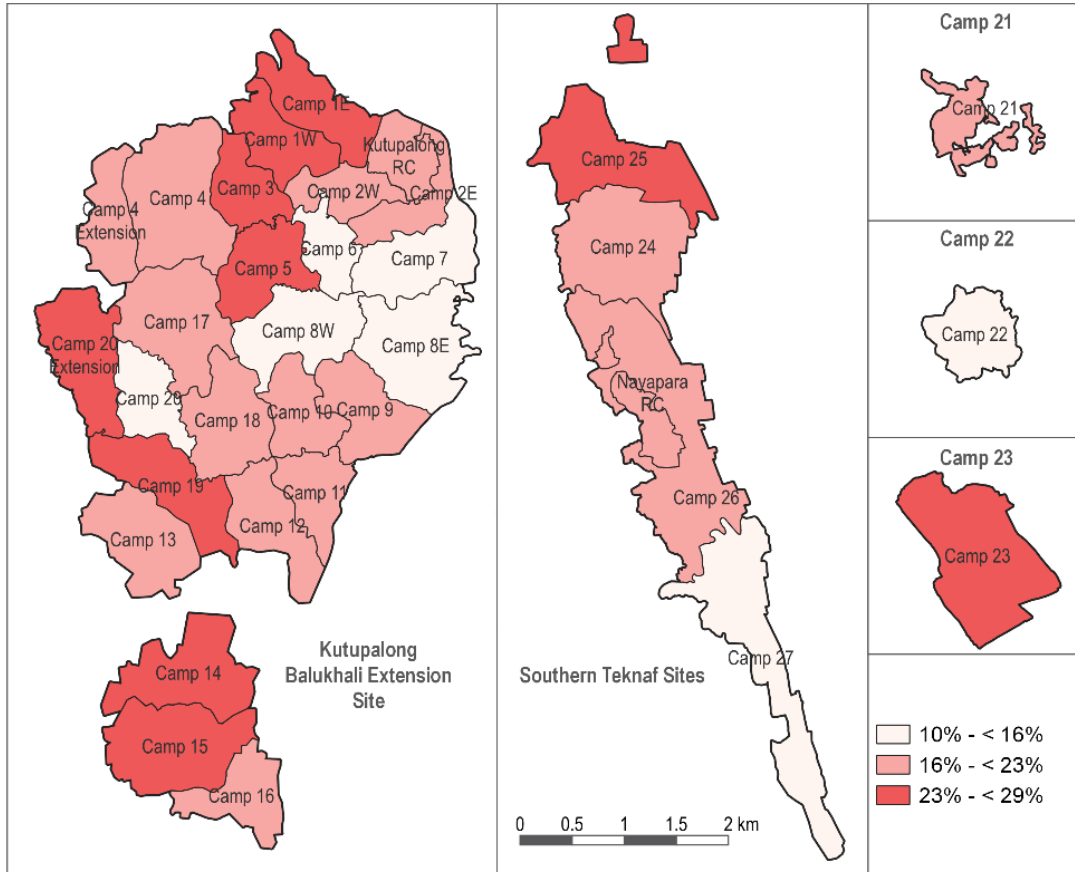 Camp 1E
Camp 1W
Kutupalong
RC
Camp 3
Camp 2W
Camp 2E
Camp 4
Camp 4
Extension
Camp 6
Camp 7
Camp 5
Camp 17
Camp 8W
Camp 8E
Camp 20
Extension
Camp 20
Camp 18
Camp 10
Camp 9
Camp 19
Camp 11
Camp 12
Camp 13
Camp 14
Camp 15
Camp 16
Kutupalong
Balukhali Extension
Site
Camp 25
Camp 24
Nayapara
RC
Camp 26
Camp 27
Southern Teknaf Sites
0 0.5 1 1.5 2 km
Camp 21
Camp 21
Camp 22
Camp 22
Camp 23
Camp 23
10% - < 16%
16% - < 23%
23% - < 29%